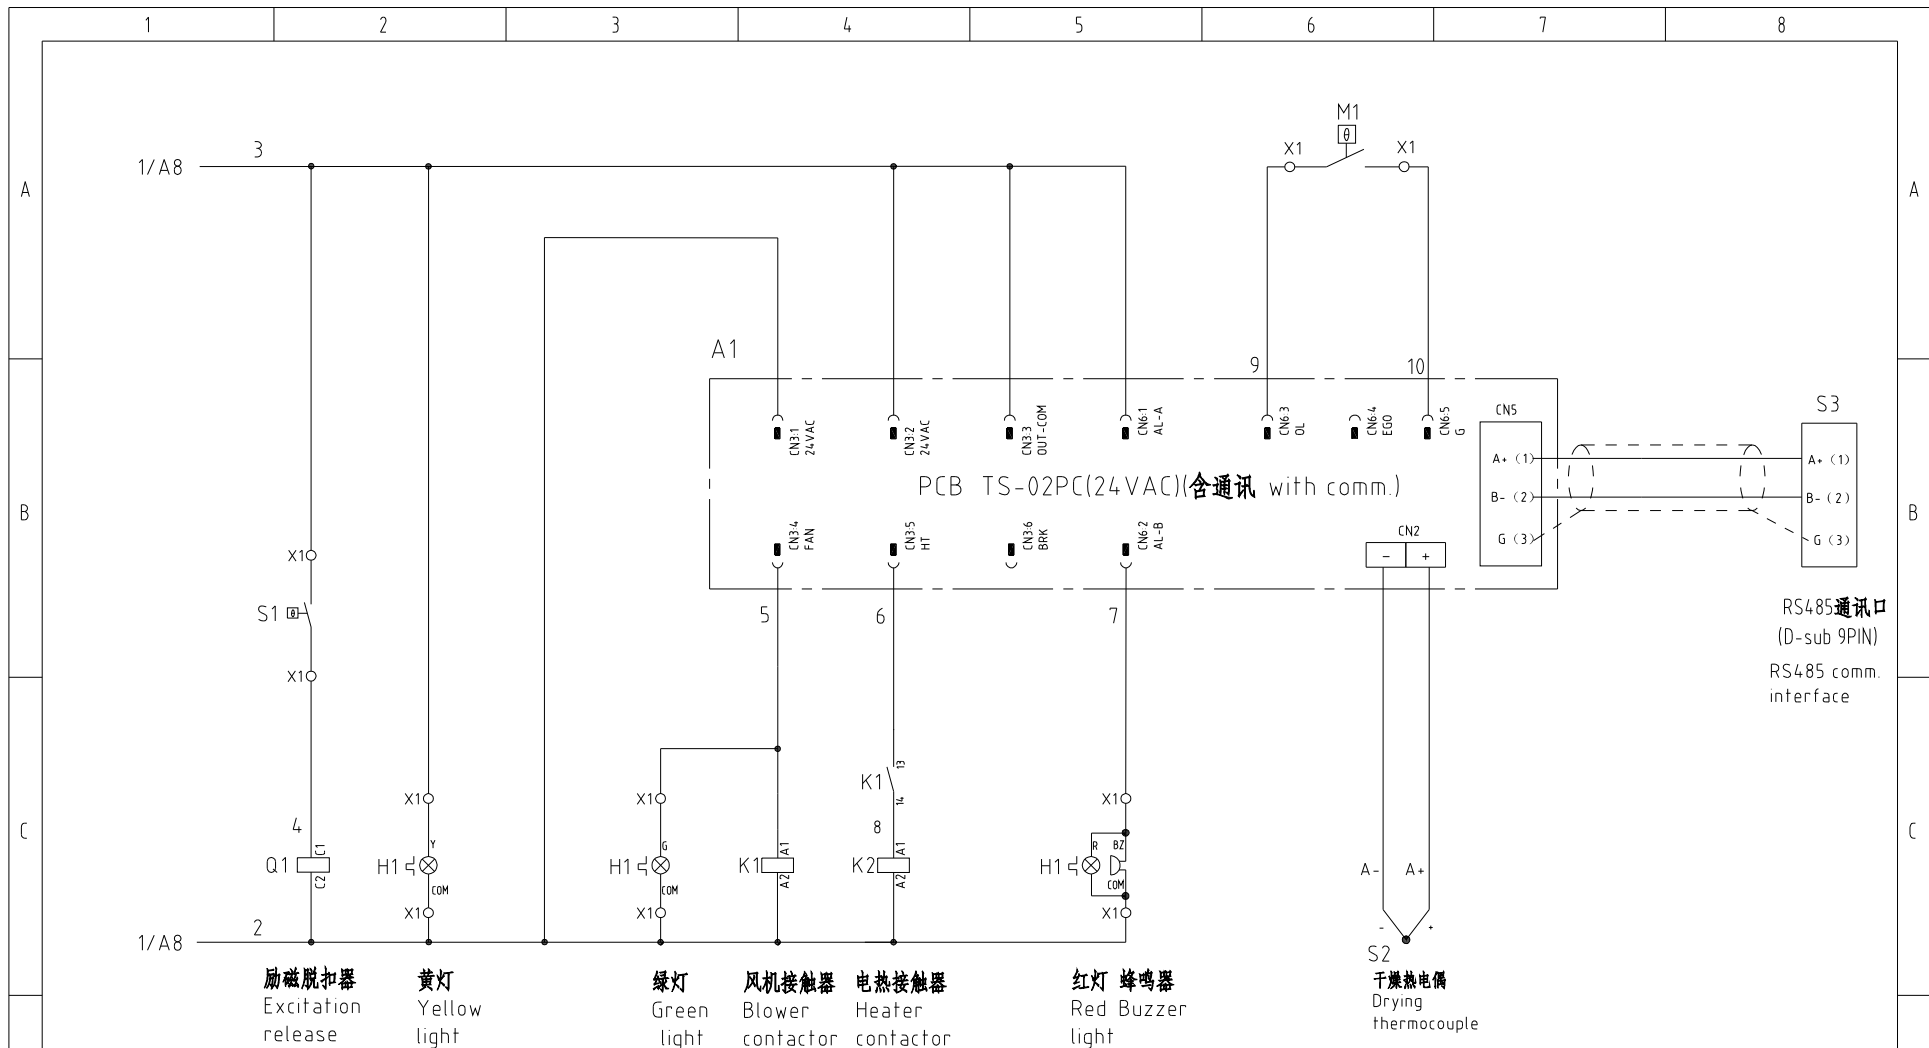 1 2 3 4 5 6 7 8
M1
θ
X1 X1
3
1/A8
A A
A1
9 10
CN3:1
24VAC
CN3:2
24VAC
CN3:3
OUT-COM
CN6:1
AL-A
CN6:3
OL
CN6:4
EGO
CN6:5
G
CN5
S3
A+ (1) A+ (1)
PCB TS-02PC(24VAC)(含通讯 with comm.)
B- (2) B- (2)
B B
CN3:4
FAN
CN3:5
HT
CN3:6
BRK
CN6:2
AL-B
CN2
- +
G (3) G (3)
X1
S1 θ
X1
5 6 7
RS485通讯口
(D-sub 9PIN)
RS485 comm.
interface
K1 13
14
X1 X1 X1
C C
4 8
Q1 C1
C2
H1 Y
COM
H1 G
COM
K1 A1
A2
K2 A1
A2
H1 R BZ
COM
A- A+
X1 X1 X1
1/A8 2
- +
S2
励磁脱扣器
Excitation
release
黄灯
Yellow
light
绿灯
Green
light
风机接触器
Blower
contactor
电热接触器
Heater
contactor
红灯 蜂鸣器
Red Buzzer
light
干燥热电偶
Drying
thermocouple